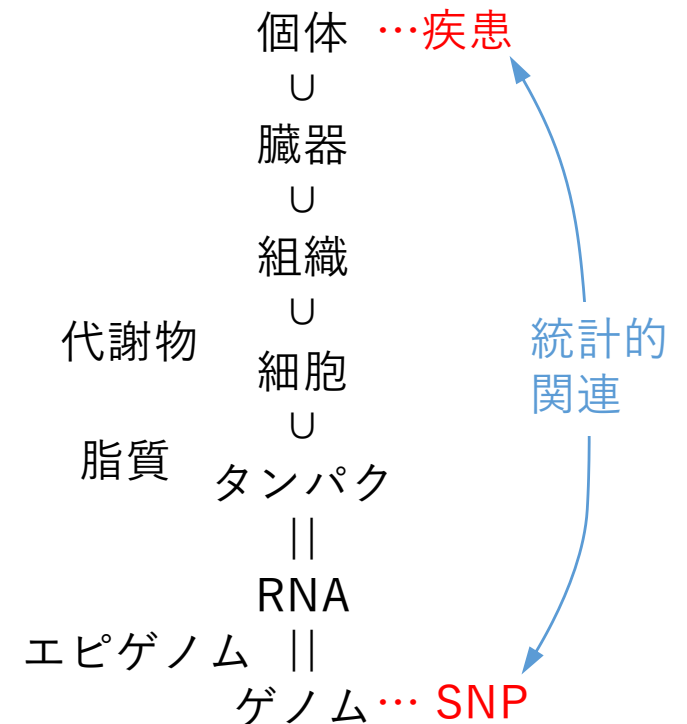 個体 …疾患
∪
臓器
∪
組織
∪
代謝物
統計的
関連
細胞
∪
脂質
タンパク
||
RNA
エピゲノム ||
ゲノム… SNP